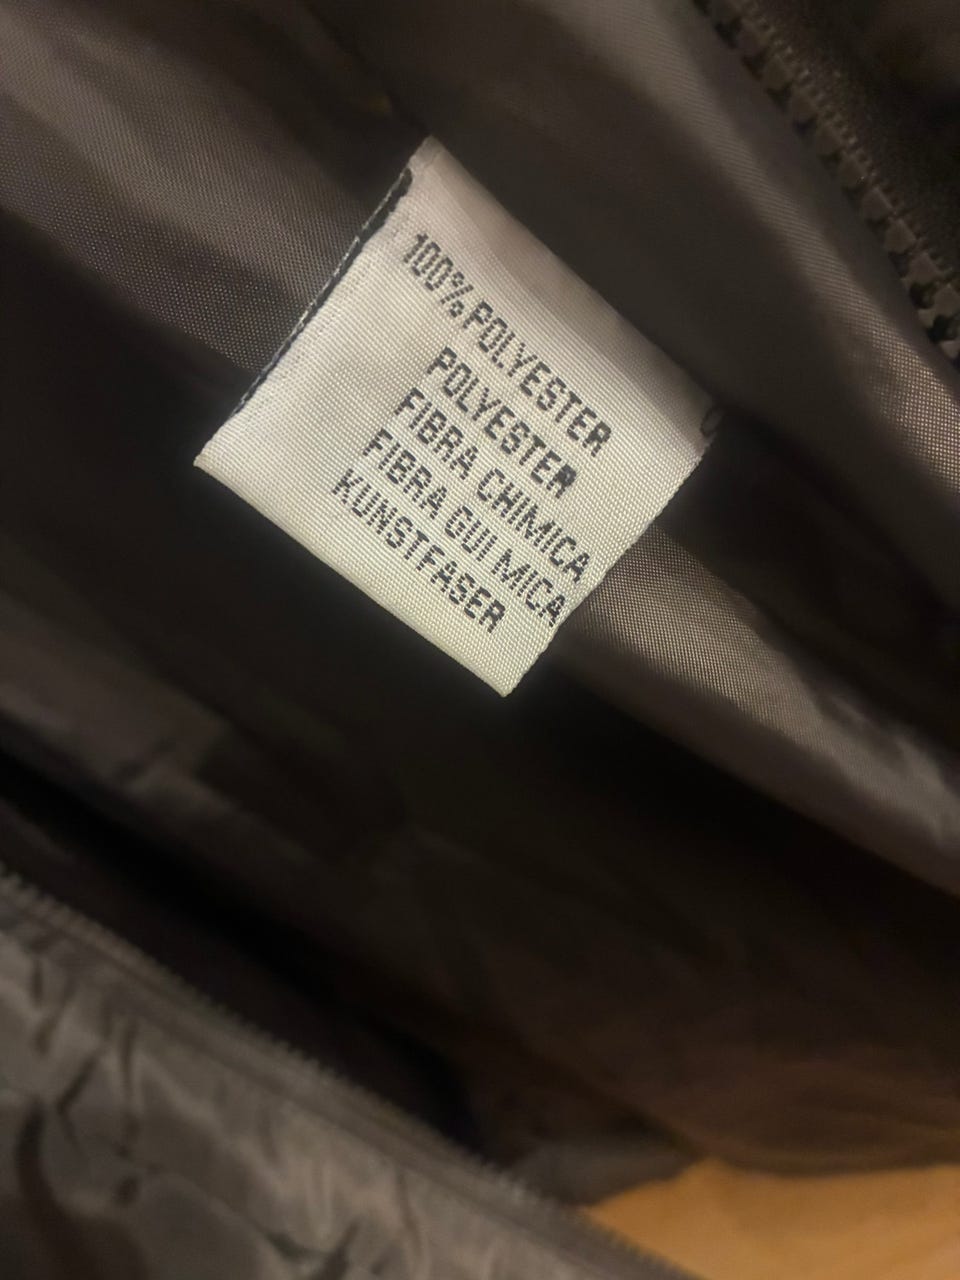 100% POLYESTER
POLYESTER
FIBRA CHIMICA
FIBRA GUI MICA
KUNSTFASER